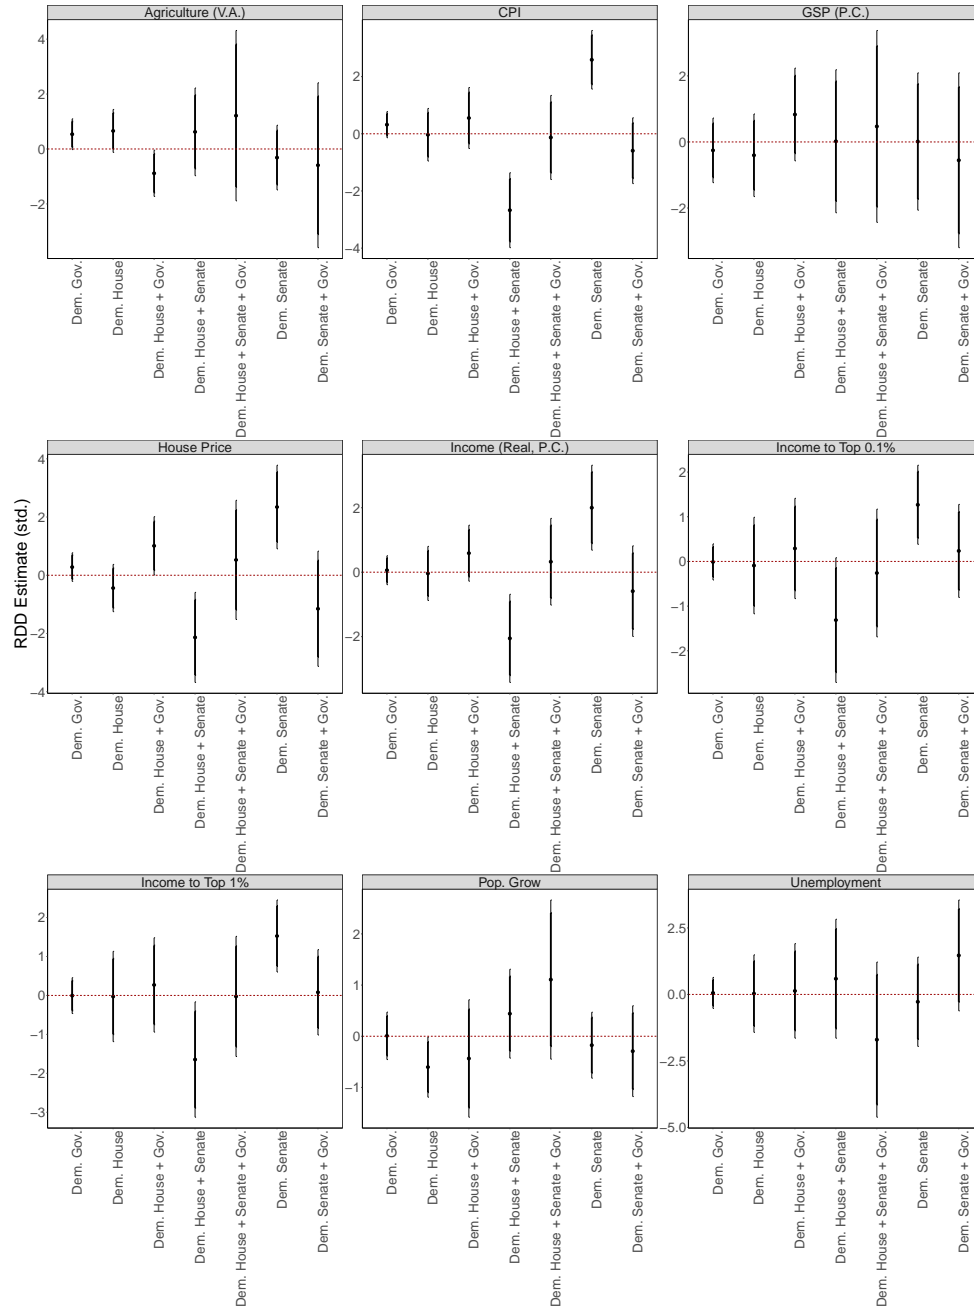 Agriculture (V.A.)
CPI
GSP (P.C.)
4
2
0
−2
2
0
−2
−4
2
0
−2
Dem. Gov.
Dem. House
Dem. House + Gov.
Dem. House + Senate
Dem. House + Senate + Gov.
Dem. Senate
Dem. Senate + Gov.
Dem. Gov.
Dem. House
Dem. House + Gov.
Dem. House + Senate
Dem. House + Senate + Gov.
Dem. Senate
Dem. Senate + Gov.
Dem. Gov.
Dem. House
Dem. House + Gov.
Dem. House + Senate
Dem. House + Senate + Gov.
Dem. Senate
Dem. Senate + Gov.
RDD Estimate (std.)
House Price
Income (Real, P.C.)
Income to Top 0.1%
4
2
0
−2
−4
2
0
−2
2
1
0
−1
−2
Dem. Gov.
Dem. House
Dem. House + Gov.
Dem. House + Senate
Dem. House + Senate + Gov.
Dem. Senate
Dem. Senate + Gov.
Dem. Gov.
Dem. House
Dem. House + Gov.
Dem. House + Senate
Dem. House + Senate + Gov.
Dem. Senate
Dem. Senate + Gov.
Dem. Gov.
Dem. House
Dem. House + Gov.
Dem. House + Senate
Dem. House + Senate + Gov.
Dem. Senate
Dem. Senate + Gov.
Income to Top 1%
Pop. Grow
Unemployment
2
1
0
−1
−2
−3
2
1
0
−1
2.5
0.0
−2.5
−5.0
Dem. Gov.
Dem. House
Dem. House + Gov.
Dem. House + Senate
Dem. House + Senate + Gov.
Dem. Senate
Dem. Senate + Gov.
Dem. Gov.
Dem. House
Dem. House + Gov.
Dem. House + Senate
Dem. House + Senate + Gov.
Dem. Senate
Dem. Senate + Gov.
Dem. Gov.
Dem. House
Dem. House + Gov.
Dem. House + Senate
Dem. House + Senate + Gov.
Dem. Senate
Dem. Senate + Gov.